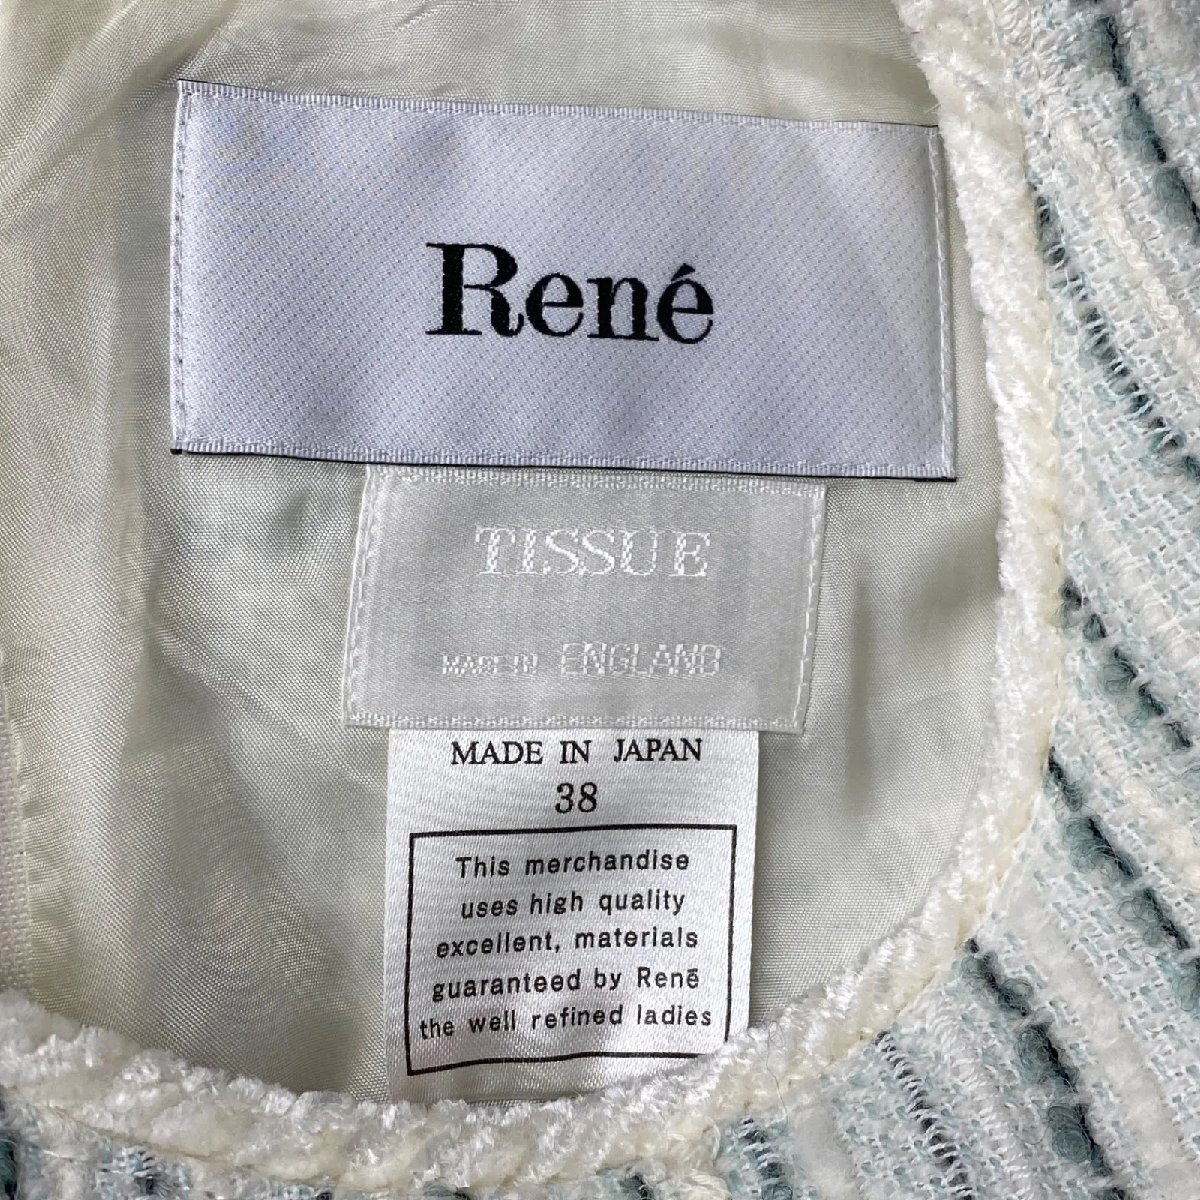 René
TISSUE
MADE IN ENGLAND
MADE IN JAPAN
38
This merchandise
uses high quality
excellent, materials
guaranteed by René
the well refined ladies